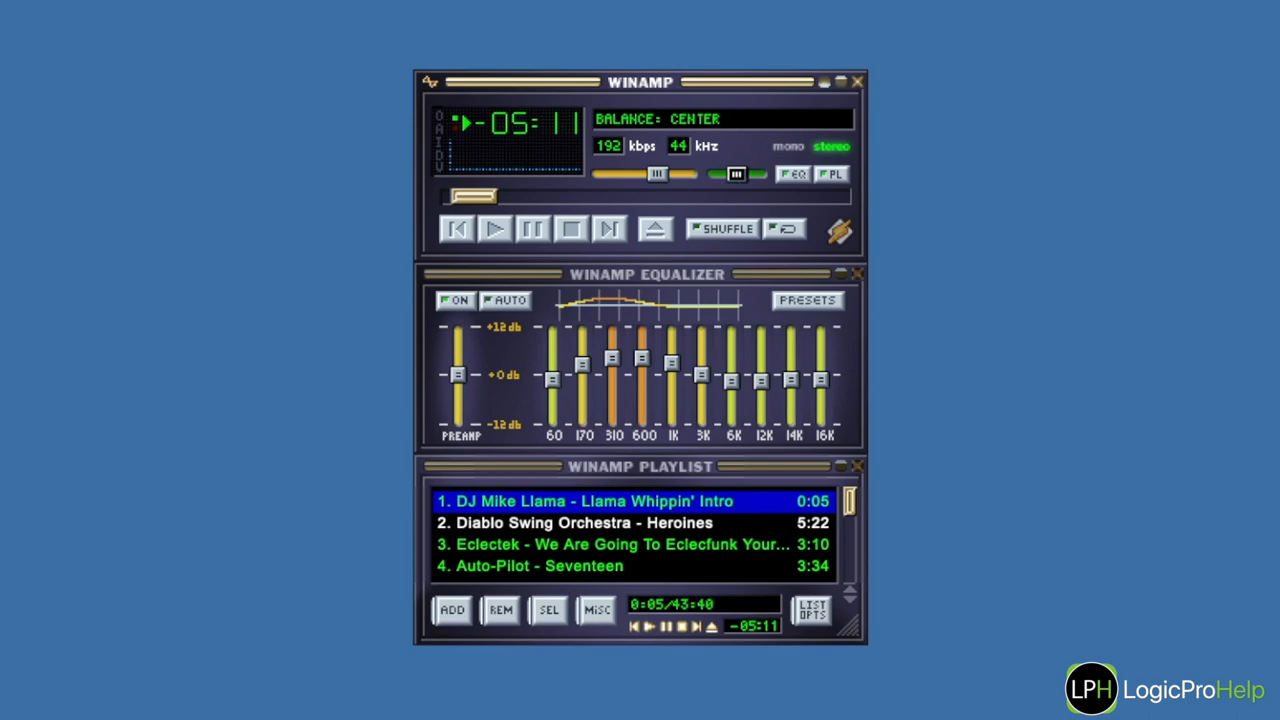 WINAMP
OAIDV
-05:11
BALANCE: CENTER
192 kbps 44 kHz mono stereo
EQ PL
SHUFFLE
WINAMP EQUALIZER
ON AUTO PRESETS
+12 db
+0 db
-12 db
PREAMP 60 170 310 600 1K 3K 6K 12K 14K 16K
WINAMP PLAYLIST
1. DJ Mike Llama - Llama Whippin' Intro 0:05
2. Diablo Swing Orchestra - Heroines 5:22
3. Eclectek - We Are Going To Eclecfunk Your... 3:10
4. Auto-Pilot - Seventeen 3:34
ADD REM SEL MISC 0:05/43:40 LIST OPTS
-05:11
LPH LogicProHelp